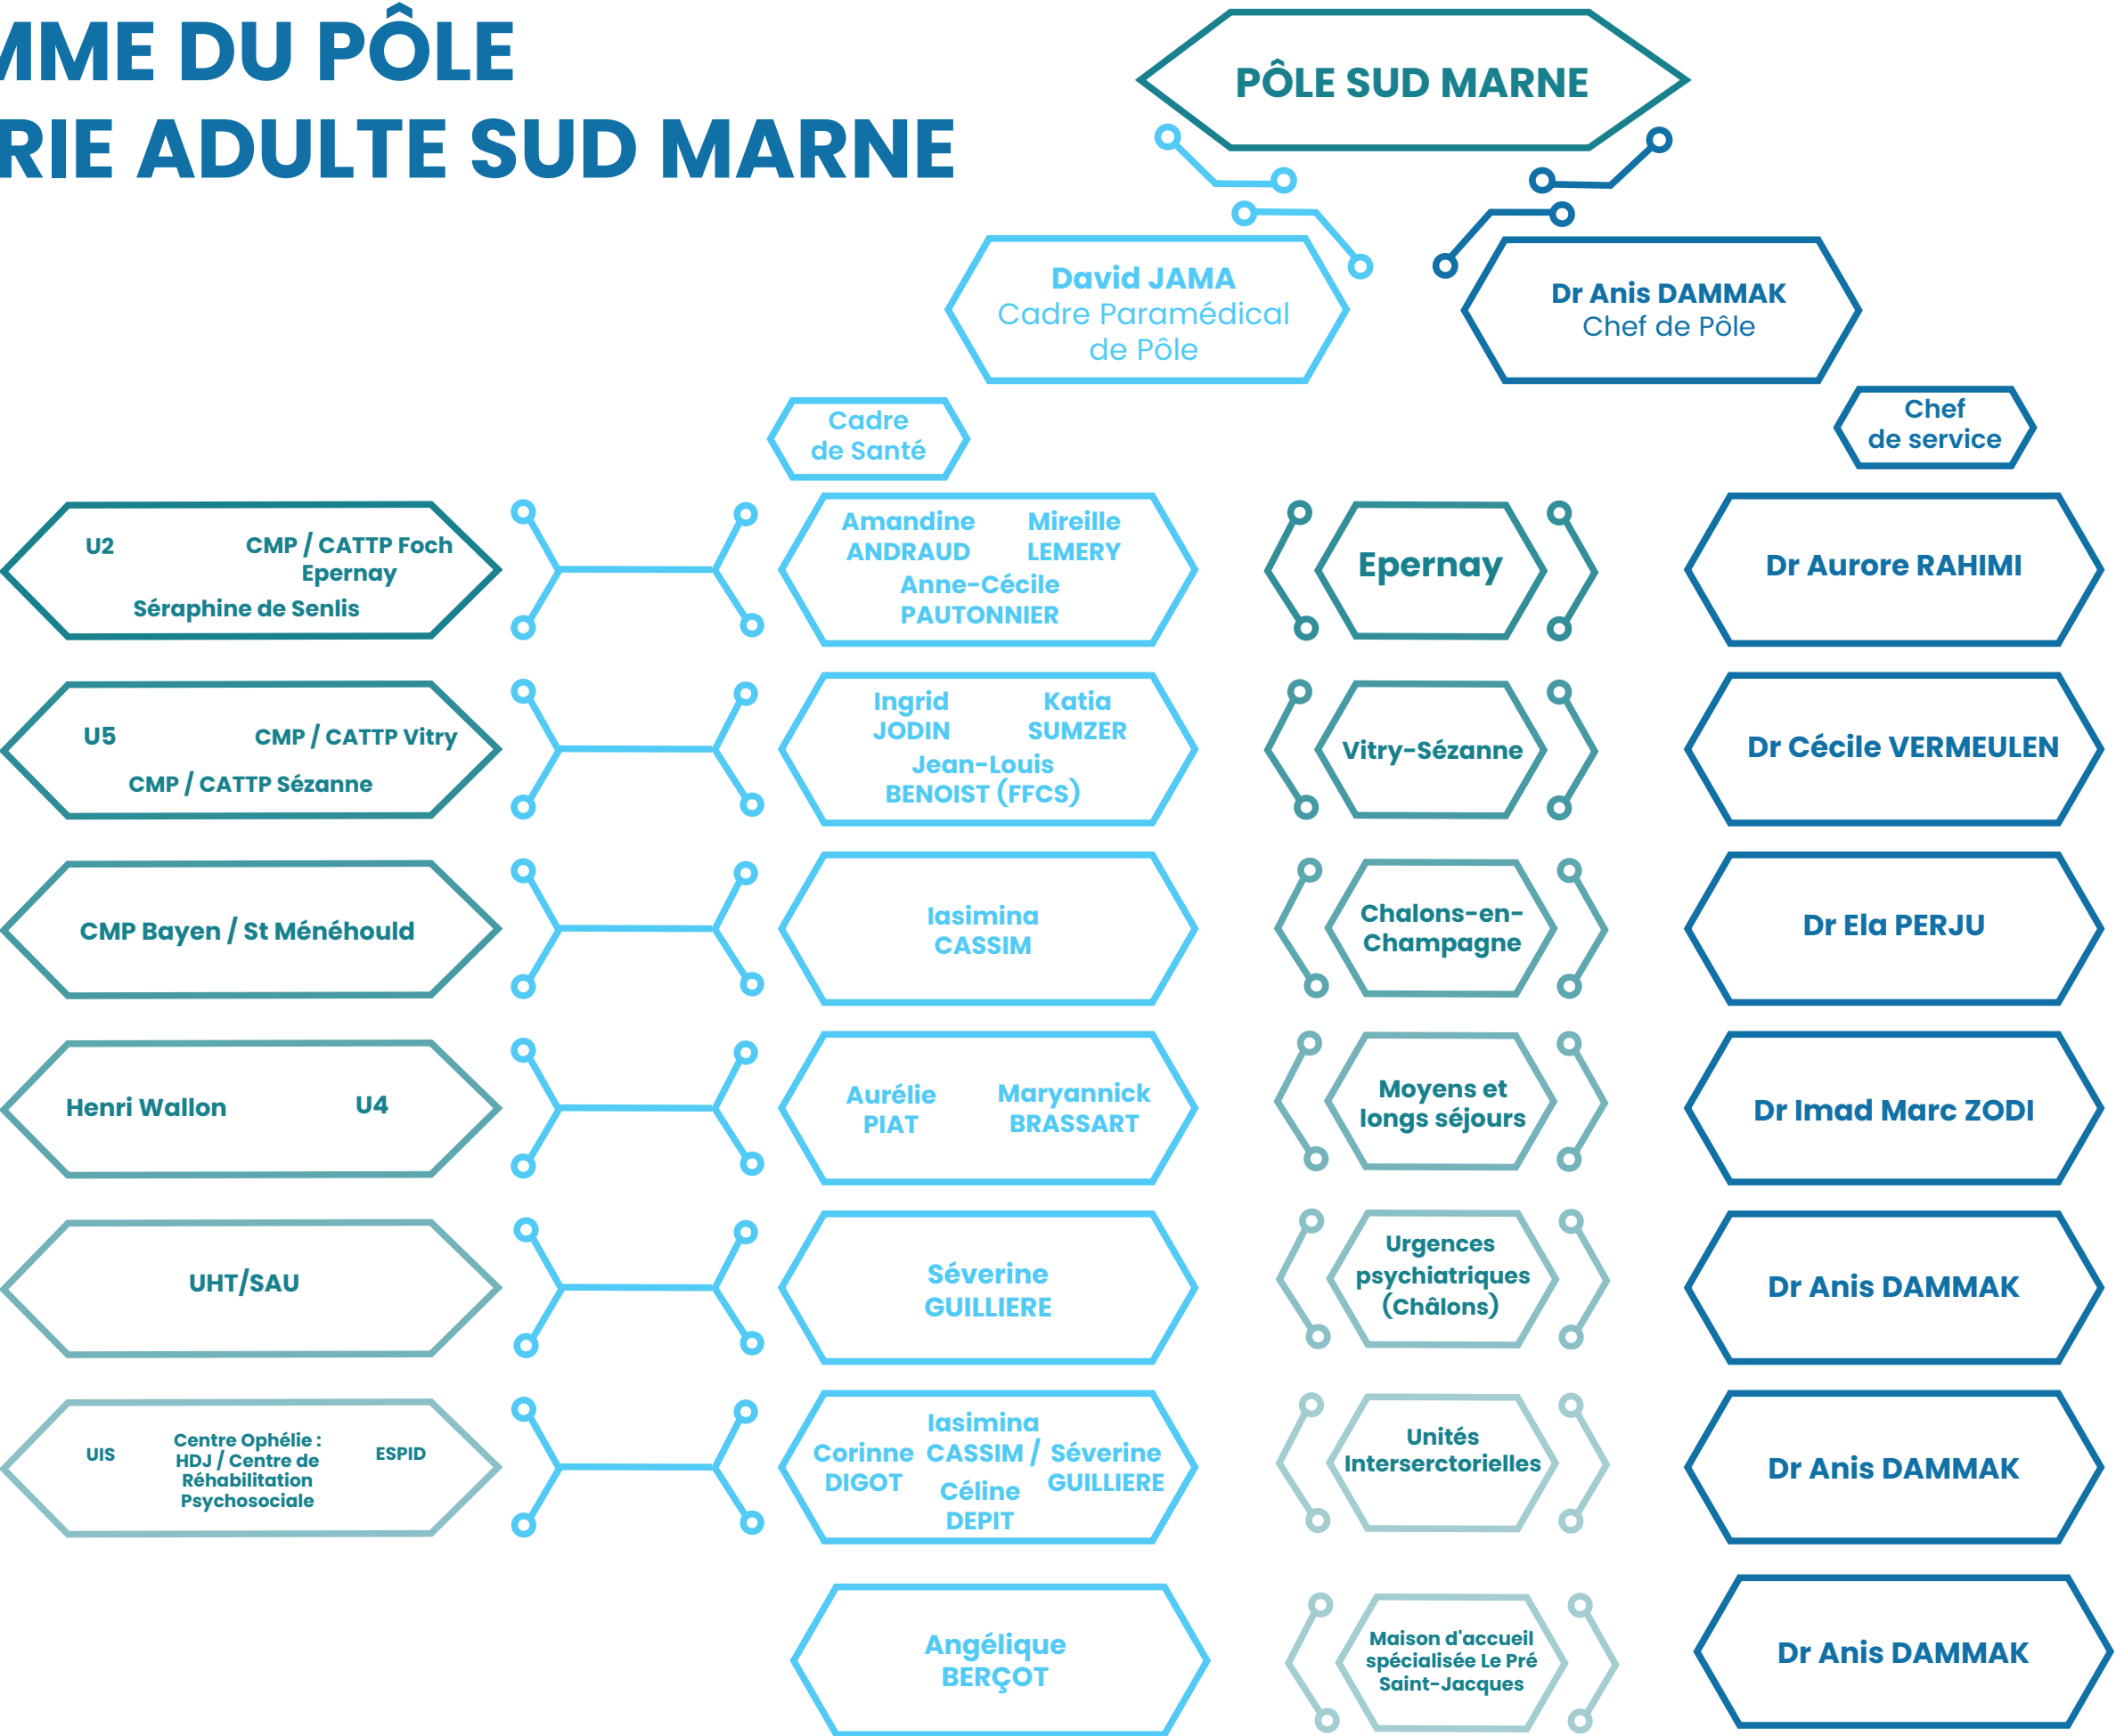 MME DU PÔLE
RIE ADULTE SUD MARNE
PÔLE SUD MARNE
David JAMA
Cadre Paramédical
de Pôle
Dr Anis DAMMAK
Chef de Pôle
Cadre
de Santé
Chef
de service
U2
CMP / CATTP Foch
Epernay
Séraphine de Senlis
Amandine
ANDRAUD
Mireille
LEMERY
Anne-Cécile
PAUTONNIER
Epernay
Dr Aurore RAHIMI
U5
CMP / CATTP Vitry
CMP / CATTP Sézanne
Ingrid
JODIN
Katia
SUMZER
Jean-Louis
BENOIST (FFCS)
Vitry-Sézanne
Dr Cécile VERMEULEN
CMP Bayen / St Ménéhould
Iasimina
CASSIM
Chalons-en-
Champagne
Dr Ela PERJU
Henri Wallon
U4
Aurélie
PIAT
Maryannick
BRASSART
Moyens et
longs séjours
Dr Imad Marc ZODI
UHT/SAU
Séverine
GUILLIERE
Urgences
psychiatriques
(Châlons)
Dr Anis DAMMAK
UIS
Centre Ophélie :
HDJ / Centre de
Réhabilitation
Psychosociale
ESPID
Corinne
DIGOT
Iasimina
CASSIM /
Céline
DEPIT
Séverine
GUILLIERE
Unités
Interserctorielles
Dr Anis DAMMAK
Angélique
BERÇOT
Maison d'accueil
spécialisée Le Pré
Saint-Jacques
Dr Anis DAMMAK